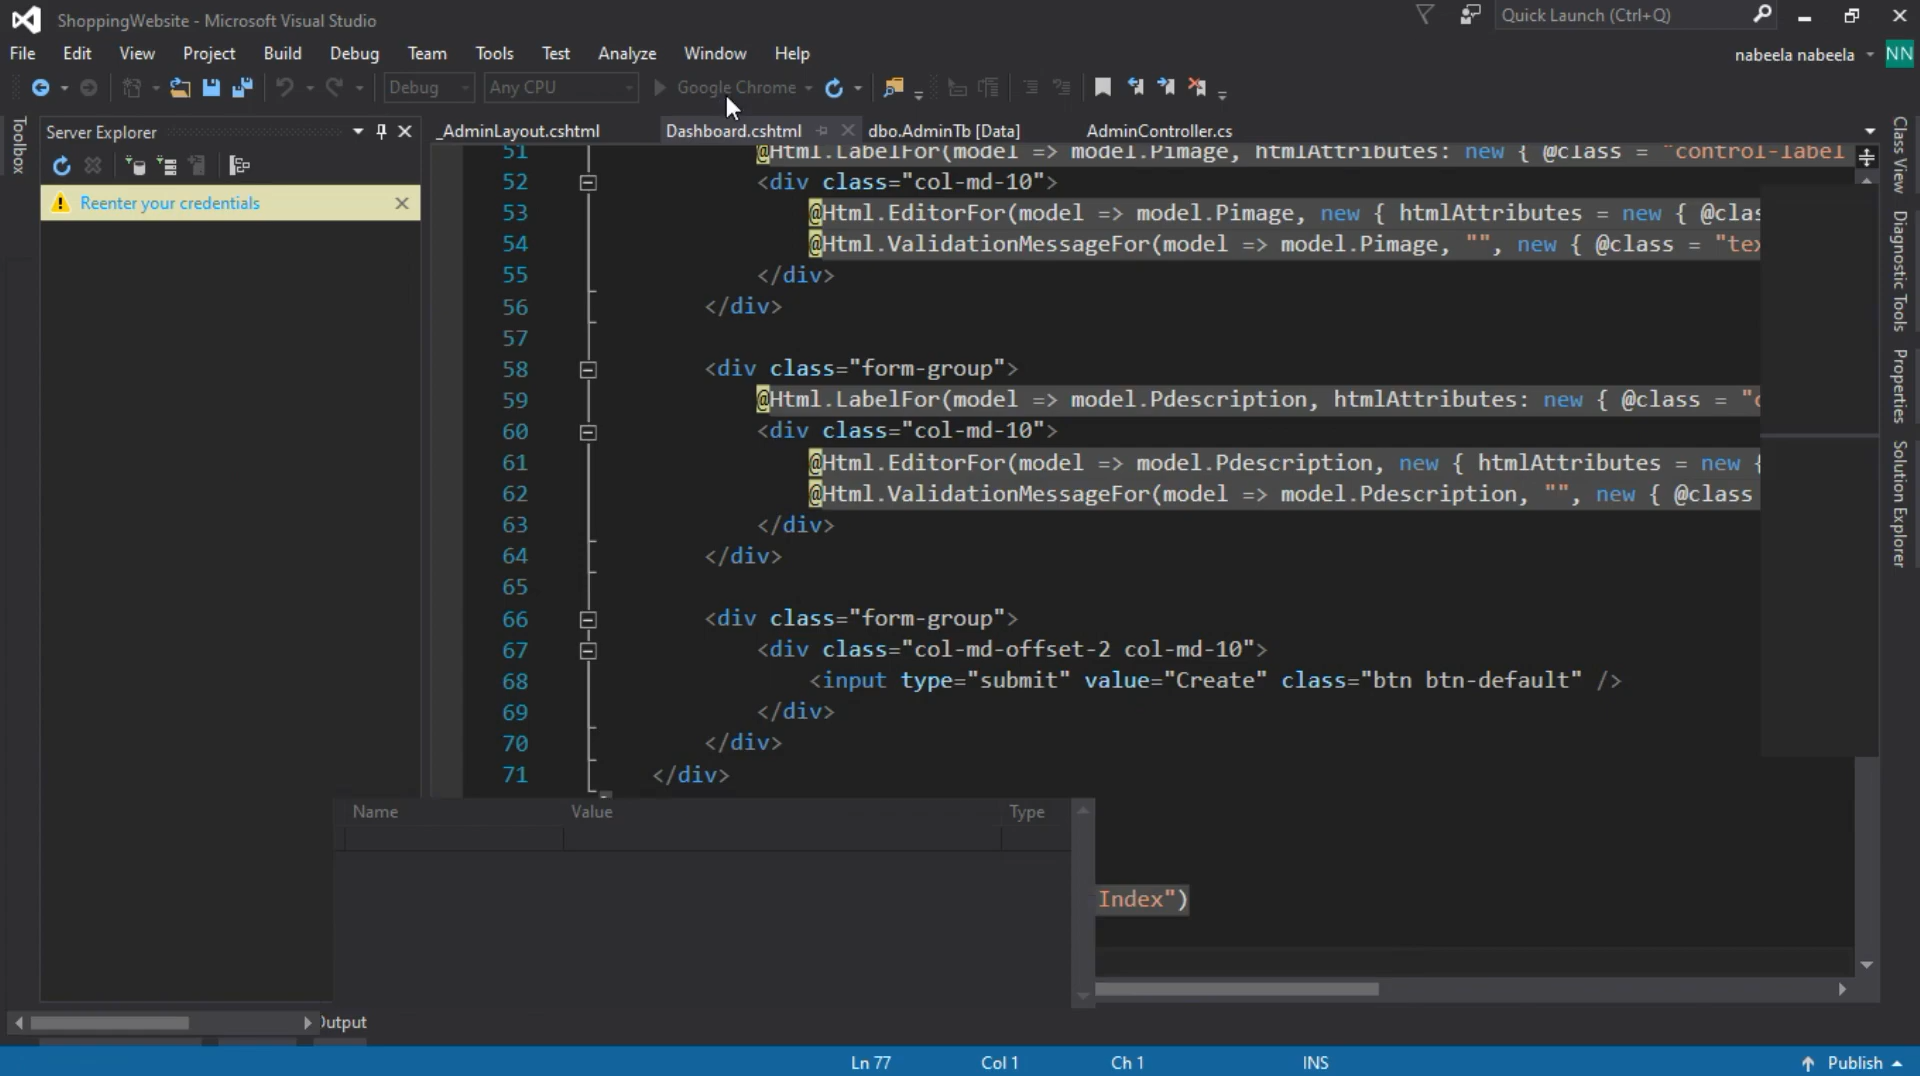 ShoppingWebsite - Microsoft Visual Studio
Quick Launch (Ctrl+Q)
File Edit View Project Build Debug Team Tools Test Analyze Window Help
nabeela nabeela NN
Debug Any CPU Google Chrome
Toolbox
Server Explorer
Reenter your credentials
_AdminLayout.cshtml Dashboard.cshtml dbo.AdminTb [Data] AdminController.cs
51 @Html.LabelFor(model => model.Pimage, htmlAttributes: new { @class = "control-label
52 <div class="col-md-10">
53 @Html.EditorFor(model => model.Pimage, new { htmlAttributes = new { @clas
54 @Html.ValidationMessageFor(model => model.Pimage, "", new { @class = "tex
55 </div>
56 </div>
57
58 <div class="form-group">
59 @Html.LabelFor(model => model.Pdescription, htmlAttributes: new { @class = "c
60 <div class="col-md-10">
61 @Html.EditorFor(model => model.Pdescription, new { htmlAttributes = new {
62 @Html.ValidationMessageFor(model => model.Pdescription, "", new { @class
63 </div>
64 </div>
65
66 <div class="form-group">
67 <div class="col-md-offset-2 col-md-10">
68 <input type="submit" value="Create" class="btn btn-default" />
69 </div>
70 </div>
71 </div>
Name Value Type
Index")
Output
Class View
Diagnostic Tools
Properties
Solution Explorer
Ln 77 Col 1 Ch 1 INS Publish